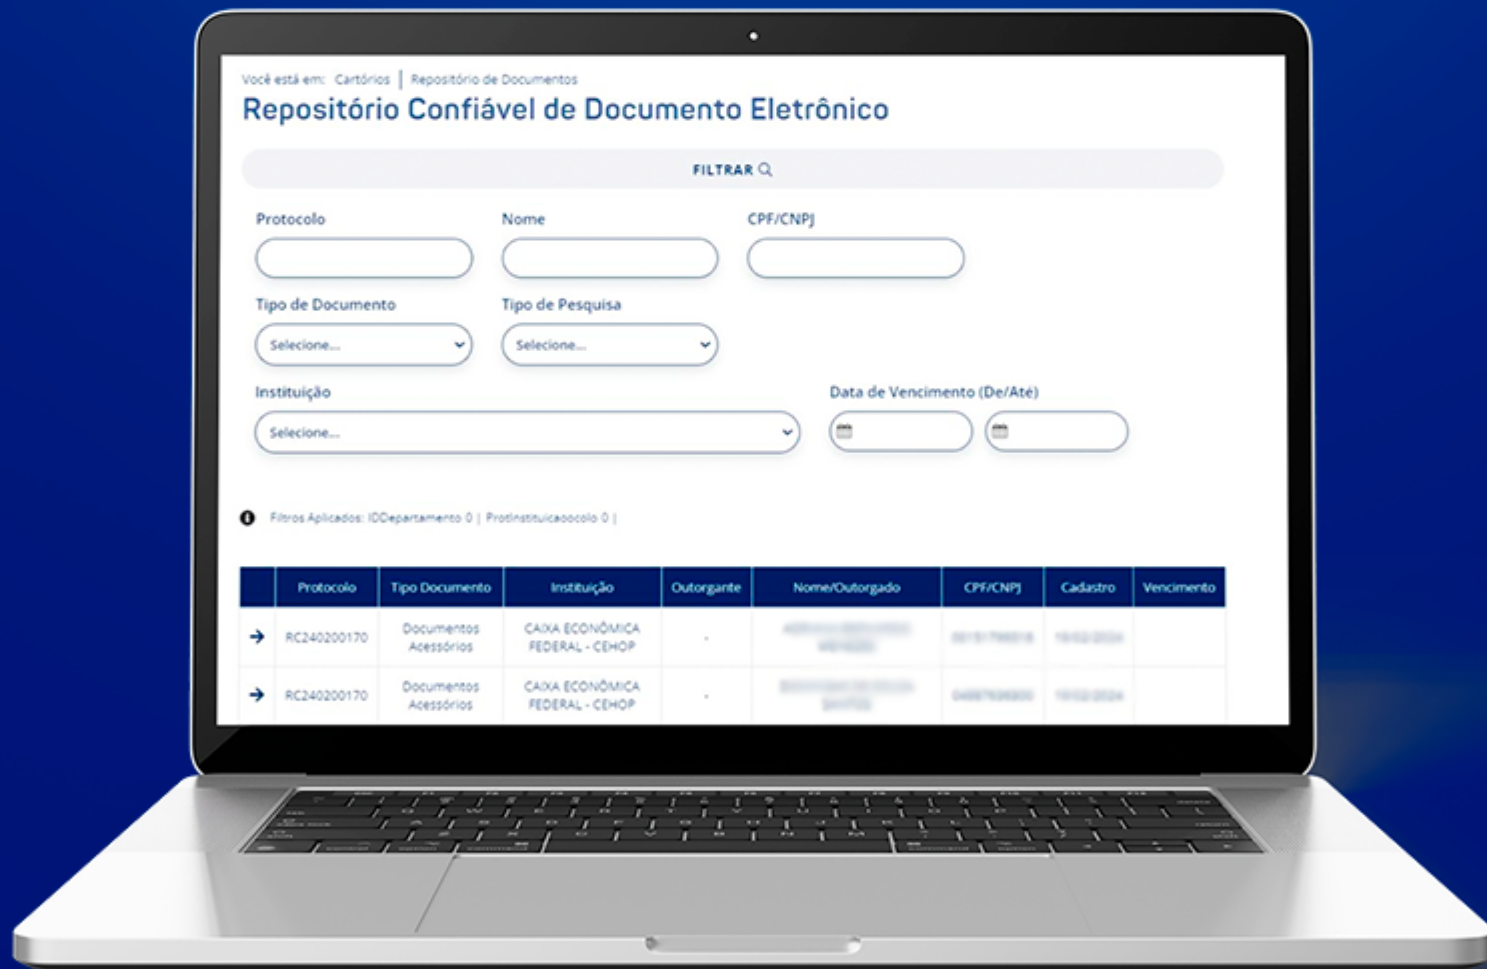 Você está em: Cartórios | Repositório de Documentos
Repositório Confiável de Documento Eletrônico
FILTRAR
Protocolo Nome CPF/CNPJ
Tipo de Documento Tipo de Pesquisa
Selecione... Selecione...
Instituição Data de Vencimento (De/Até)
Selecione...
Filtros Aplicados: IDDepartamento 0 | ProtInstituicaoocolo 0 |
Protocolo Tipo Documento Instituição Outorgante Nome/Outorgado CPF/CNPJ Cadastro Vencimento
RC240200170 Documentos Acessórios CAIXA ECONÔMICA FEDERAL - CEHOP -
RC240200170 Documentos Acessórios CAIXA ECONÔMICA FEDERAL - CEHOP -